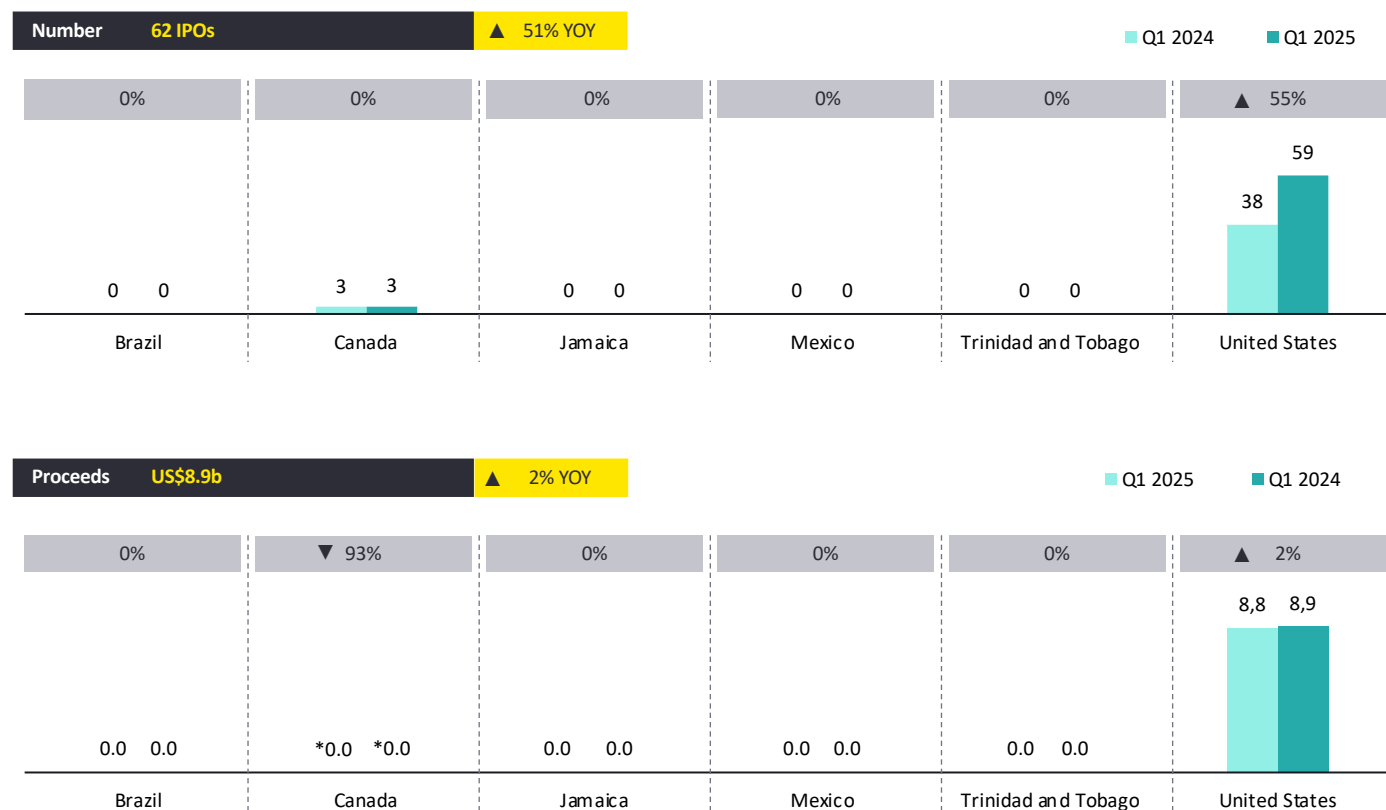 Number 62 IPOs ▲ 51% YOY
Q1 2024 Q1 2025
0% 0% 0% 0% 0% ▲ 55%
38 59
0 0 3 3 0 0 0 0 0 0
Brazil Canada Jamaica Mexico Trinidad and Tobago United States
Proceeds US$8.9b ▲ 2% YOY
Q1 2025 Q1 2024
0% ▼ 93% 0% 0% 0% ▲ 2%
8,8 8,9
0.0 0.0 *0.0 *0.0 0.0 0.0 0.0 0.0 0.0 0.0
Brazil Canada Jamaica Mexico Trinidad and Tobago United States